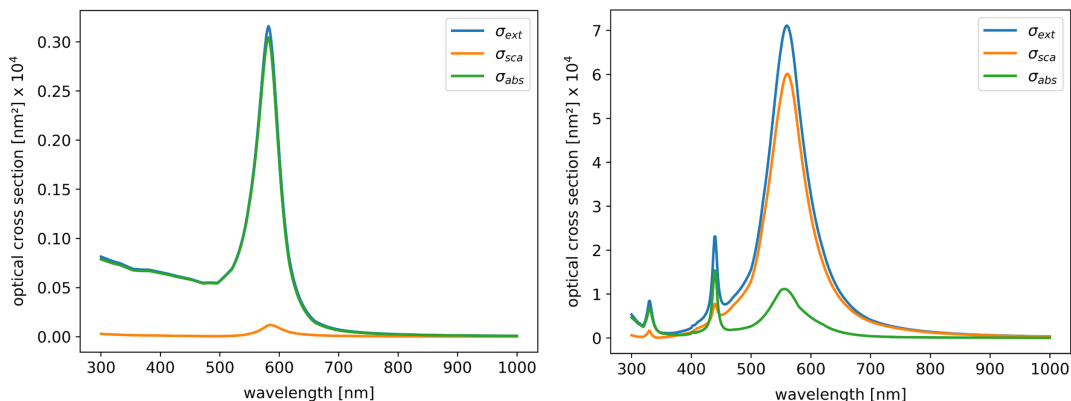 optical cross section [nm²] x 10⁴
0.30
0.25
0.20
0.15
0.10
0.05
0.00
300 400 500 600 700 800 900 1000
wavelength [nm]
σext
σsca
σabs
optical cross section [nm²] x 10⁴
7
6
5
4
3
2
1
0
300 400 500 600 700 800 900 1000
wavelength [nm]
σext
σsca
σabs